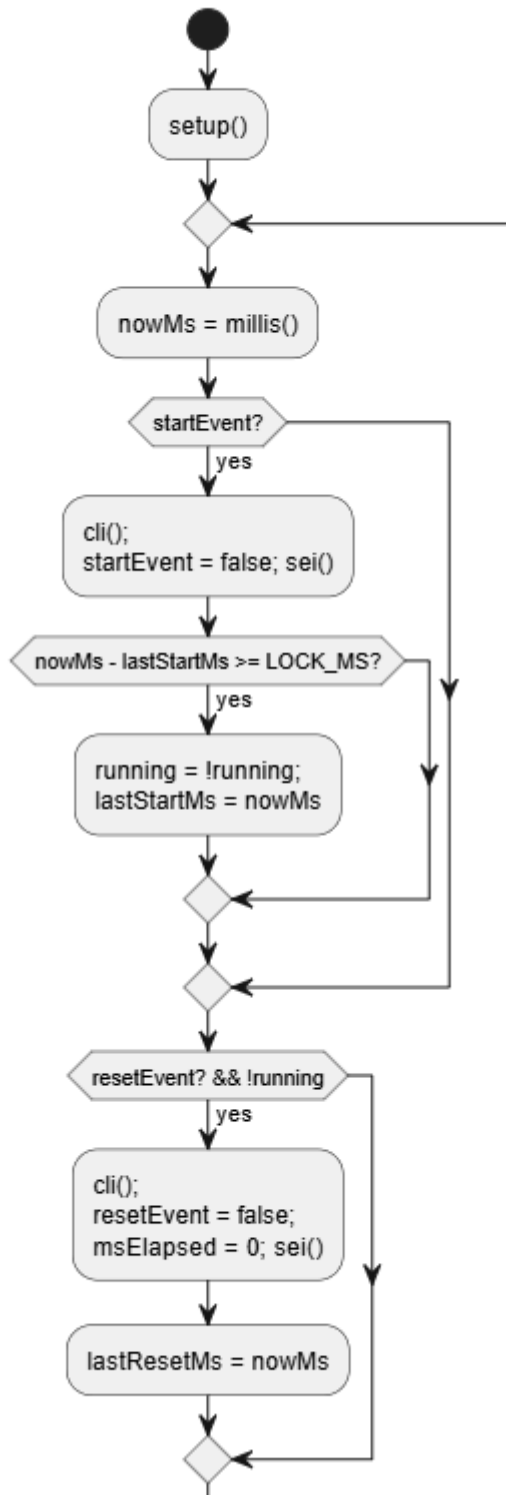 setup()
nowMs = millis()
startEvent?
yes
cli();
startEvent = false; sei()
nowMs - lastStartMs >= LOCK_MS?
yes
running = !running;
lastStartMs = nowMs
resetEvent? && !running
yes
cli();
resetEvent = false;
msElapsed = 0; sei()
lastResetMs = nowMs